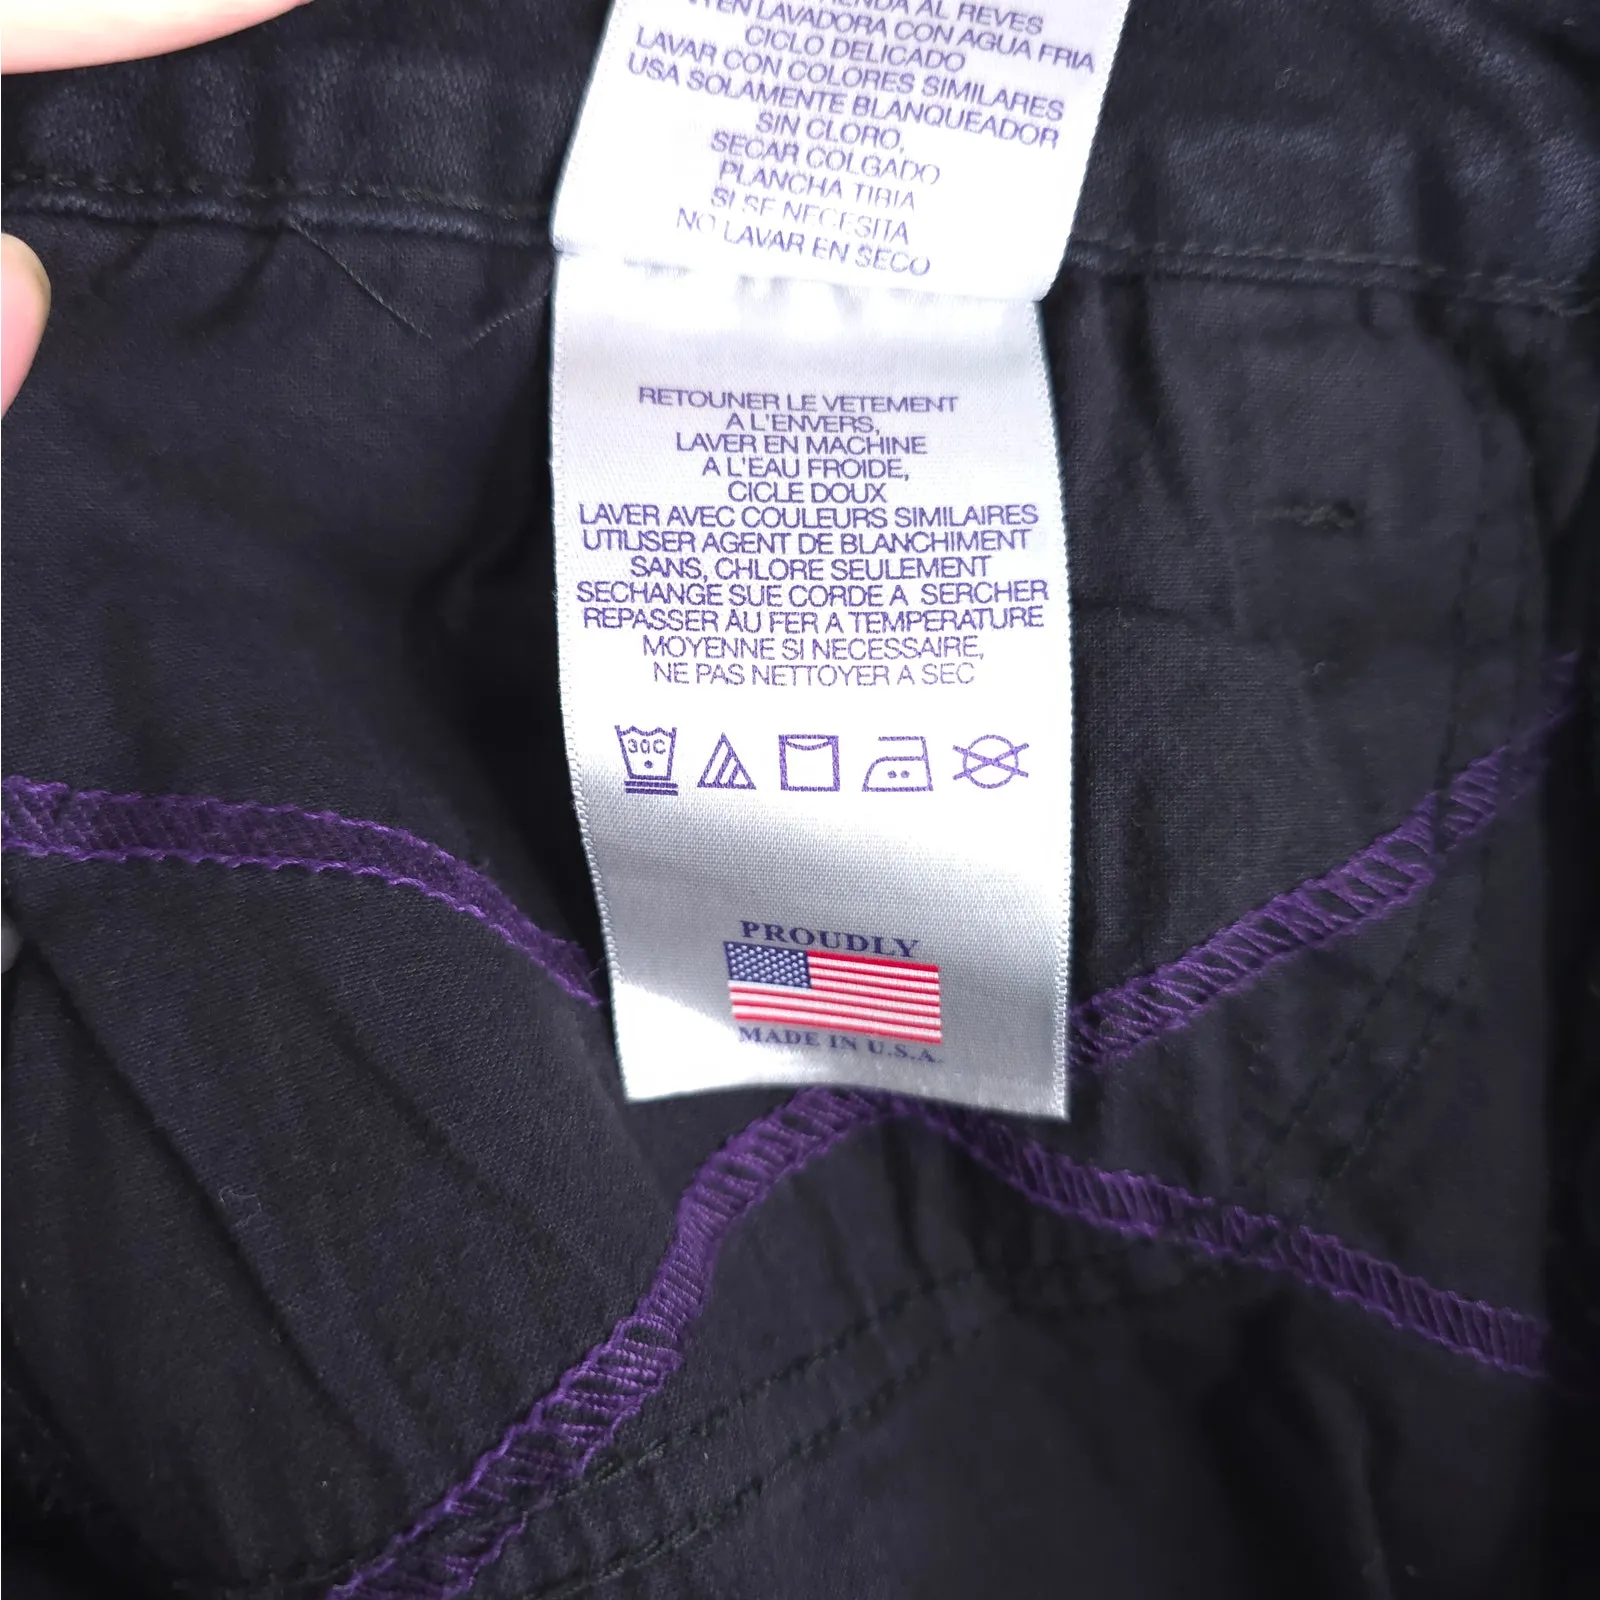 AL REVES
EN LAVADORA CON AGUA FRIA
CICLO DELICADO
LAVAR CON COLORES SIMILARES
USA SOLAMENTE BLANQUEADOR
SIN CLORO,
SECAR COLGADO
PLANCHA TIBIA
SI SE NECESITA
NO LAVAR EN SECO
RETOUNER LE VETEMENT
A L'ENVERS,
LAVER EN MACHINE
A L'EAU FROIDE,
CICLE DOUX
LAVER AVEC COULEURS SIMILAIRES
UTILISER AGENT DE BLANCHIMENT
SANS, CHLORE SEULEMENT
SECHANGE SUE CORDE A SERCHER
REPASSER AU FER A TEMPERATURE
MOYENNE SI NECESSAIRE,
NE PAS NETTOYER A SEC
30C
PROUDLY
MADE IN U.S.A.